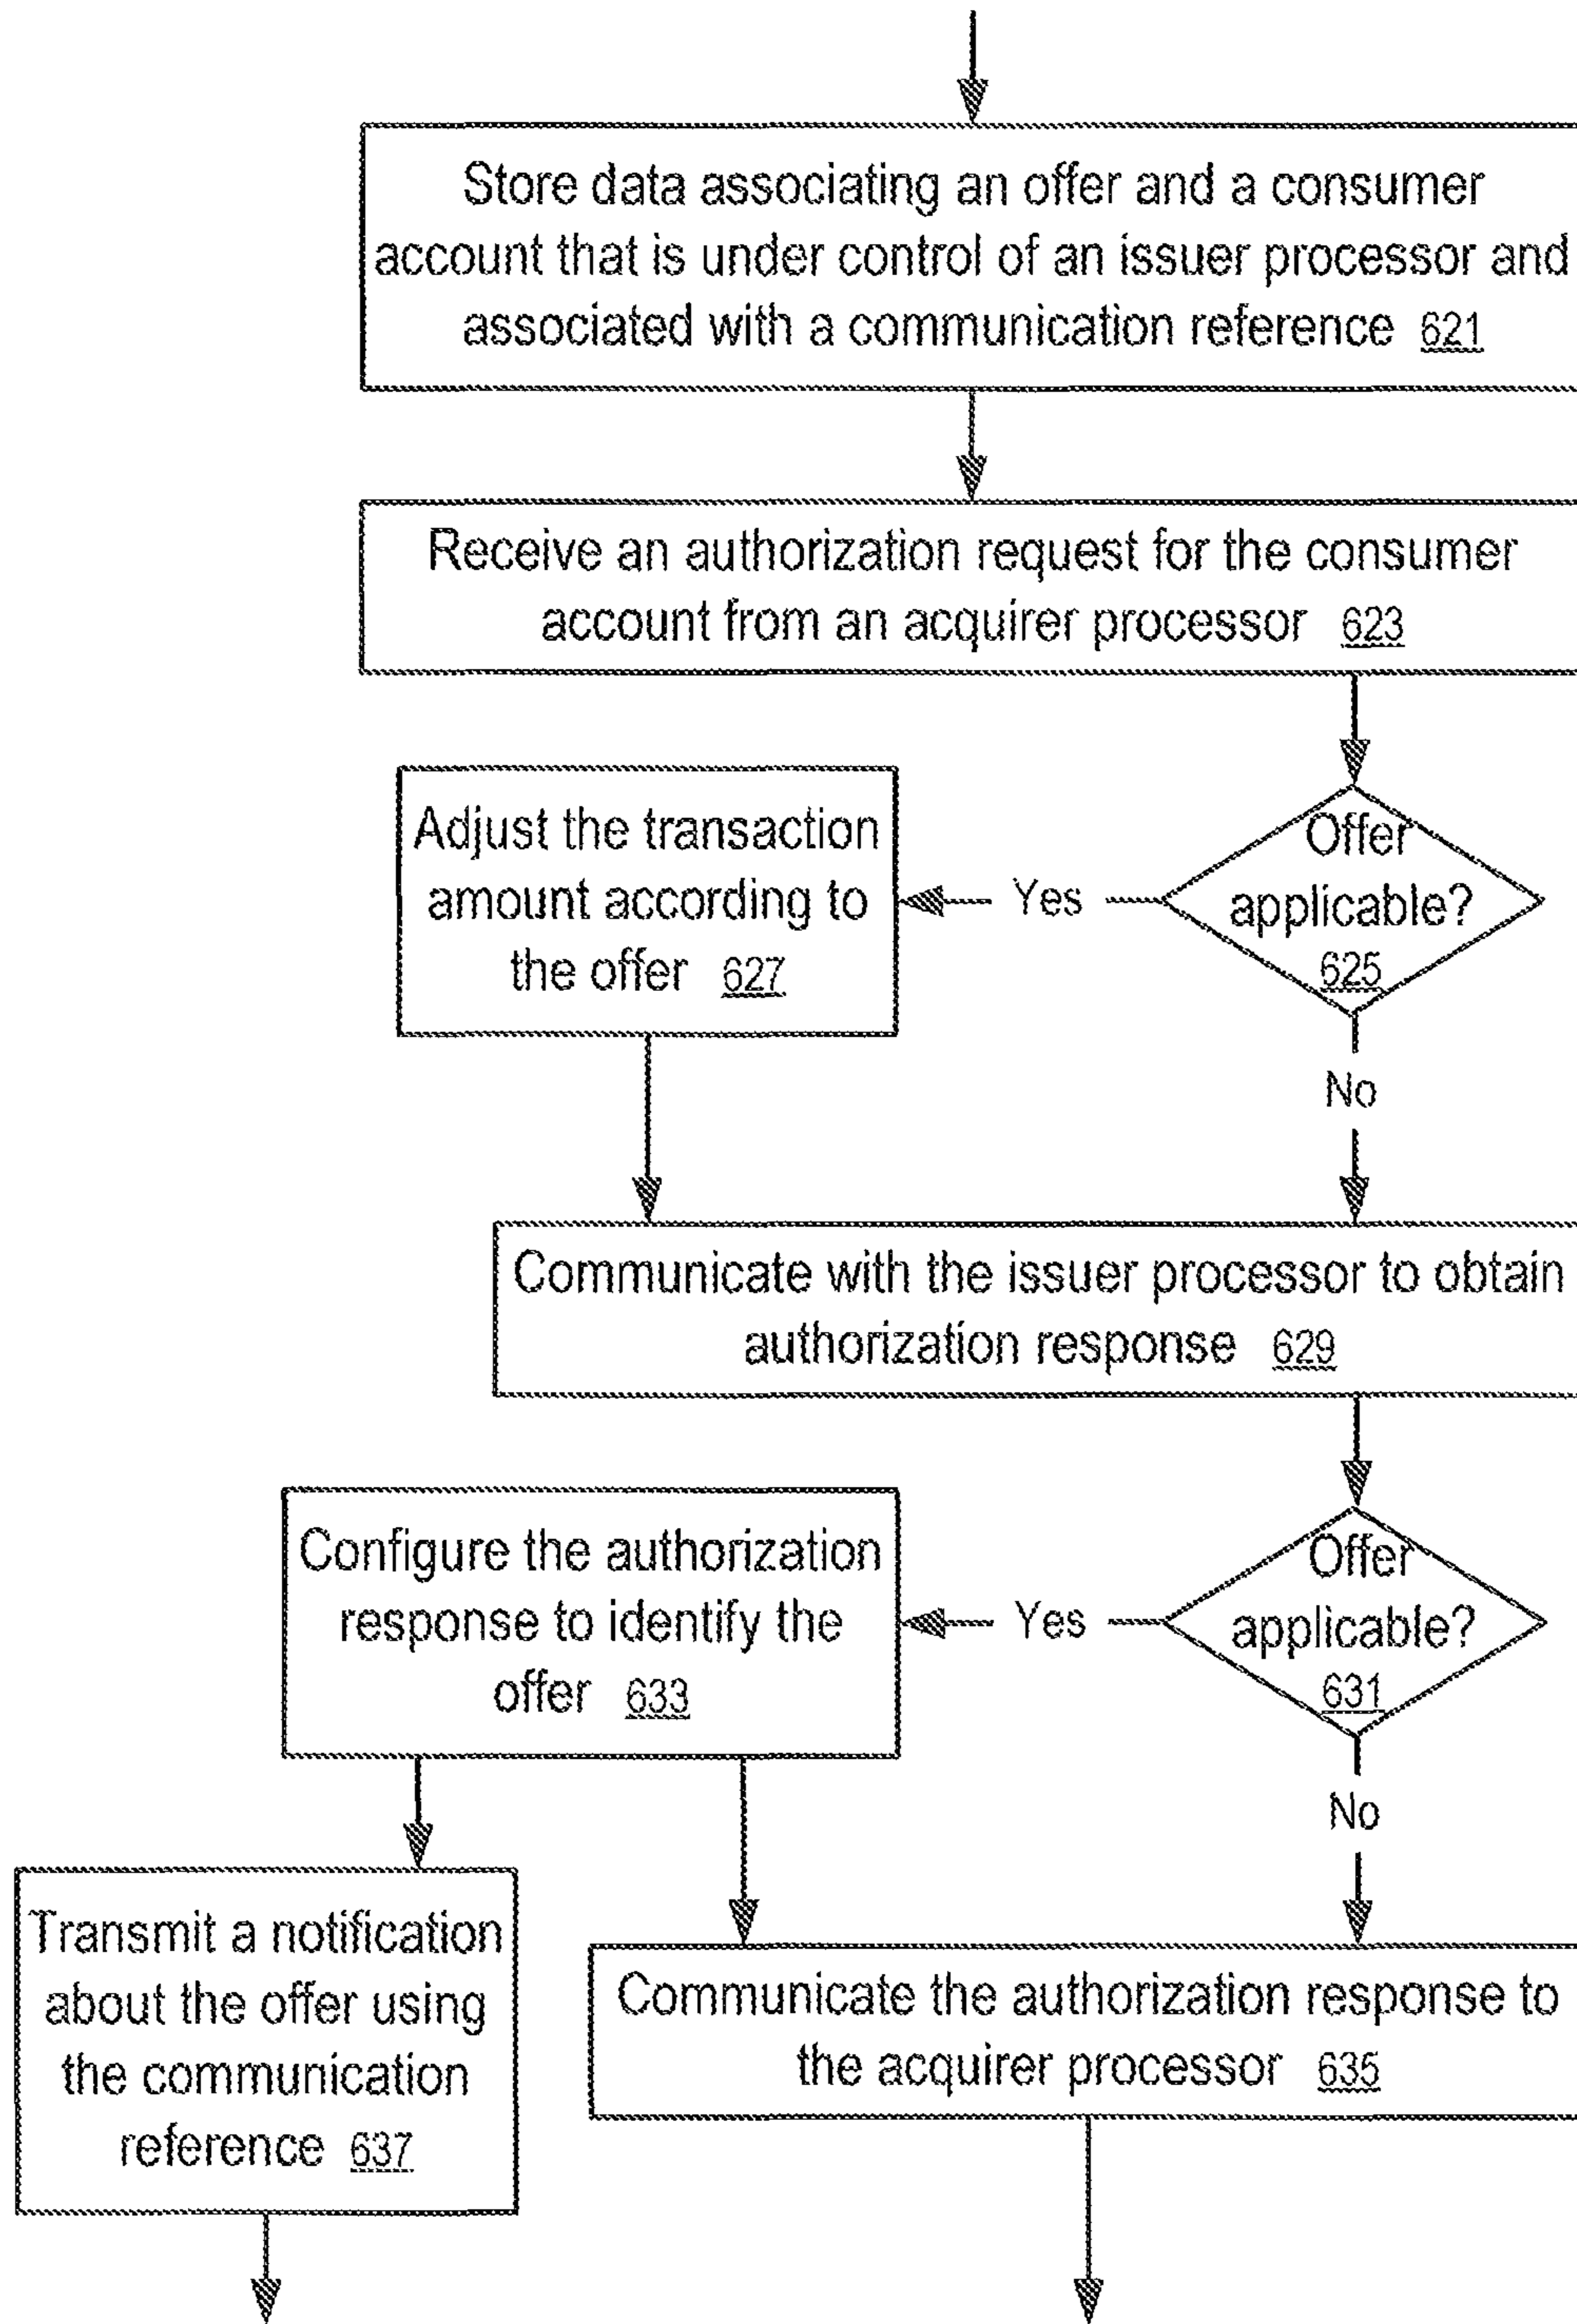 Store data associating an offer and a consumer
account that is under control of an issuer processor and
associated with a communication reference 621
Receive an authorization request for the consumer
account from an acquirer processor 623
Adjust the transaction
amount according to
the offer 627
Yes
Offer
applicable?
625
No
Communicate with the issuer processor to obtain
authorization response 629
Configure the authorization
response to identify the
offer 633
Yes
Offer
applicable?
631
No
Transmit a notification
about the offer using
the communication
reference 637
Communicate the authorization response to
the acquirer processor 635